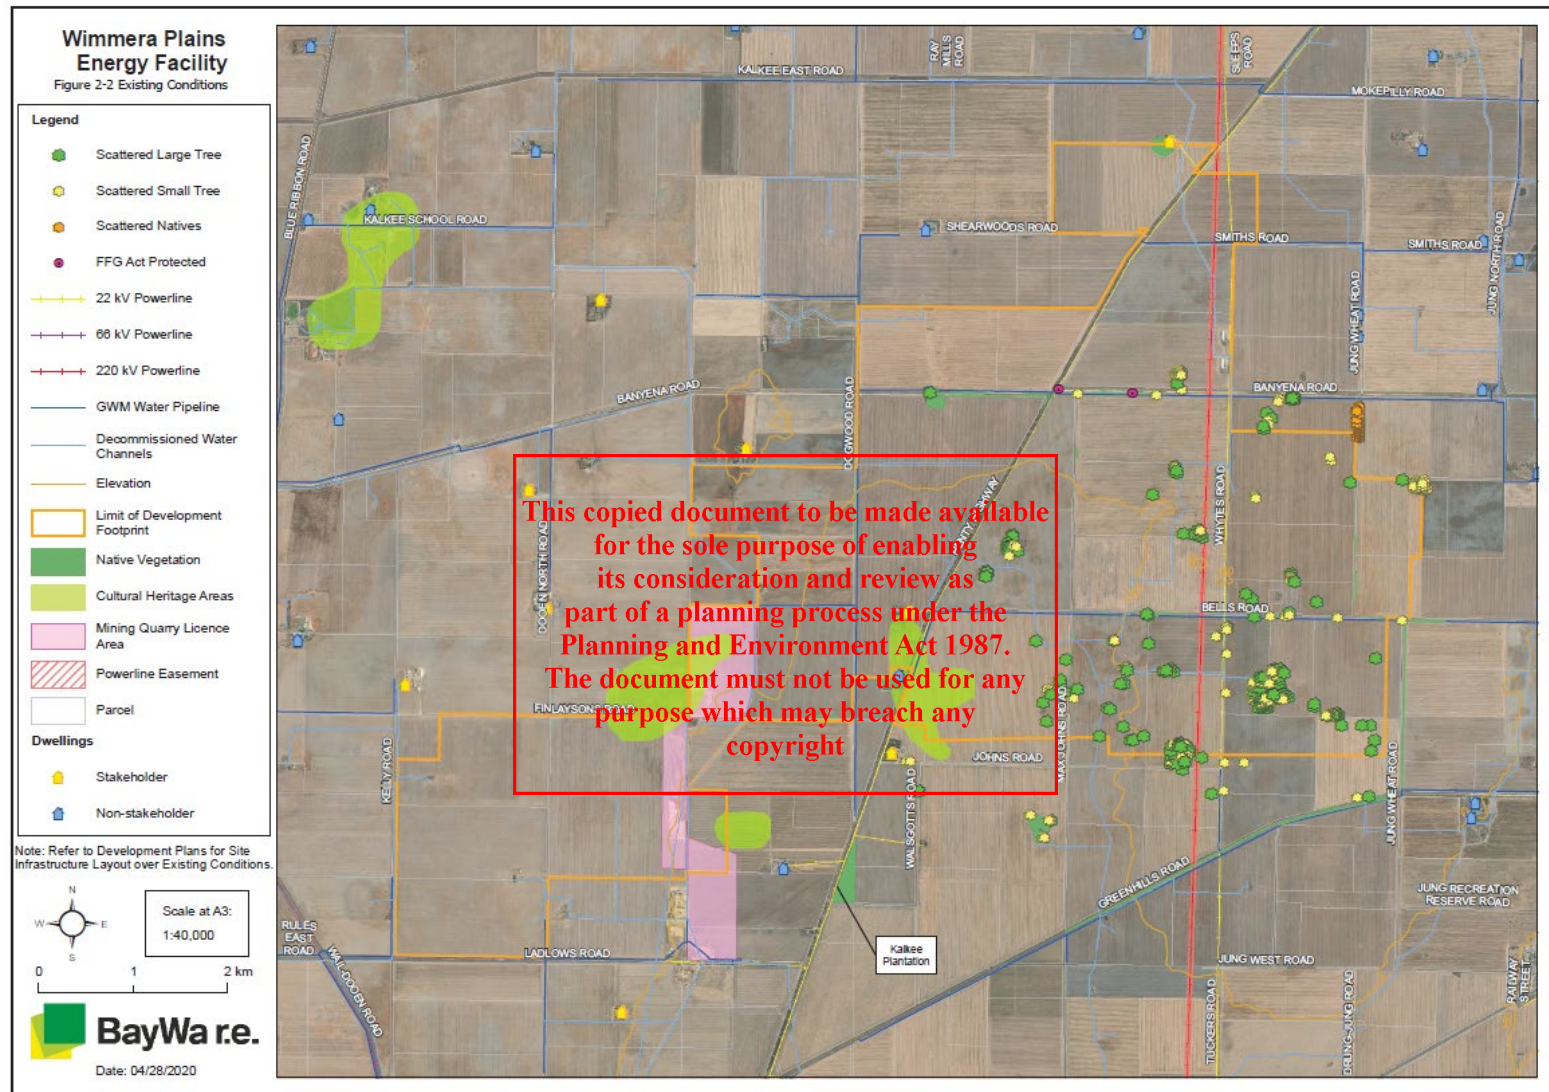 Wimmera Plains
Energy Facility
Figure 2-2 Existing Conditions
Legend
Scattered Large Tree
Scattered Small Tree
Scattered Natives
FFG Act Protected
22 kV Powerline
66 kV Powerline
220 kV Powerline
GWM Water Pipeline
Decommissioned Water
Channels
Elevation
Limit of Development
Footprint
Native Vegetation
Cultural Heritage Areas
Mining Quarry Licence
Area
Powerline Easement
Parcel
Dwellings
Stakeholder
Non-stakeholder
Note: Refer to Development Plans for Site
Infrastructure Layout over Existing Conditions.
N
W
E
S
Scale at A3:
1:40,000
0 1 2 km
BayWa r.e.
Date: 04/28/2020
KALKEE EAST ROAD
RAY
MILLS
ROAD
SLEEPS
ROAD
MOKEPILLY ROAD
BLUE RIBBON ROAD
KALKEE SCHOOL ROAD
SHEARWOODS ROAD
SMITHS ROAD
SMITHS ROAD
JUNG NORTH ROAD
JUNG WHEAT ROAD
BANYENA ROAD
BANYENA ROAD
DOGWOOD ROAD
WHYTES ROAD
DOOEN NORTH ROAD
This copied document to be made available
for the sole purpose of enabling
its consideration and review as
part of a planning process under the
Planning and Environment Act 1987.
The document must not be used for any
purpose which may breach any
copyright
HIGHWAY
BELLS ROAD
FINLAYSONS ROAD
KELLY ROAD
JOHNS ROAD
MAX JOHNS ROAD
WALSGOTTS ROAD
JUNG WHEAT ROAD
GREENHILLS ROAD
JUNG RECREATION
RESERVE ROAD
Kalkee
Plantation
RULES
EAST
ROAD
WAIL-DOOEN ROAD
LADLOWS ROAD
JUNG WEST ROAD
TUCKERS ROAD
DRUNG-JUNG ROAD
RAILWAY
STREET